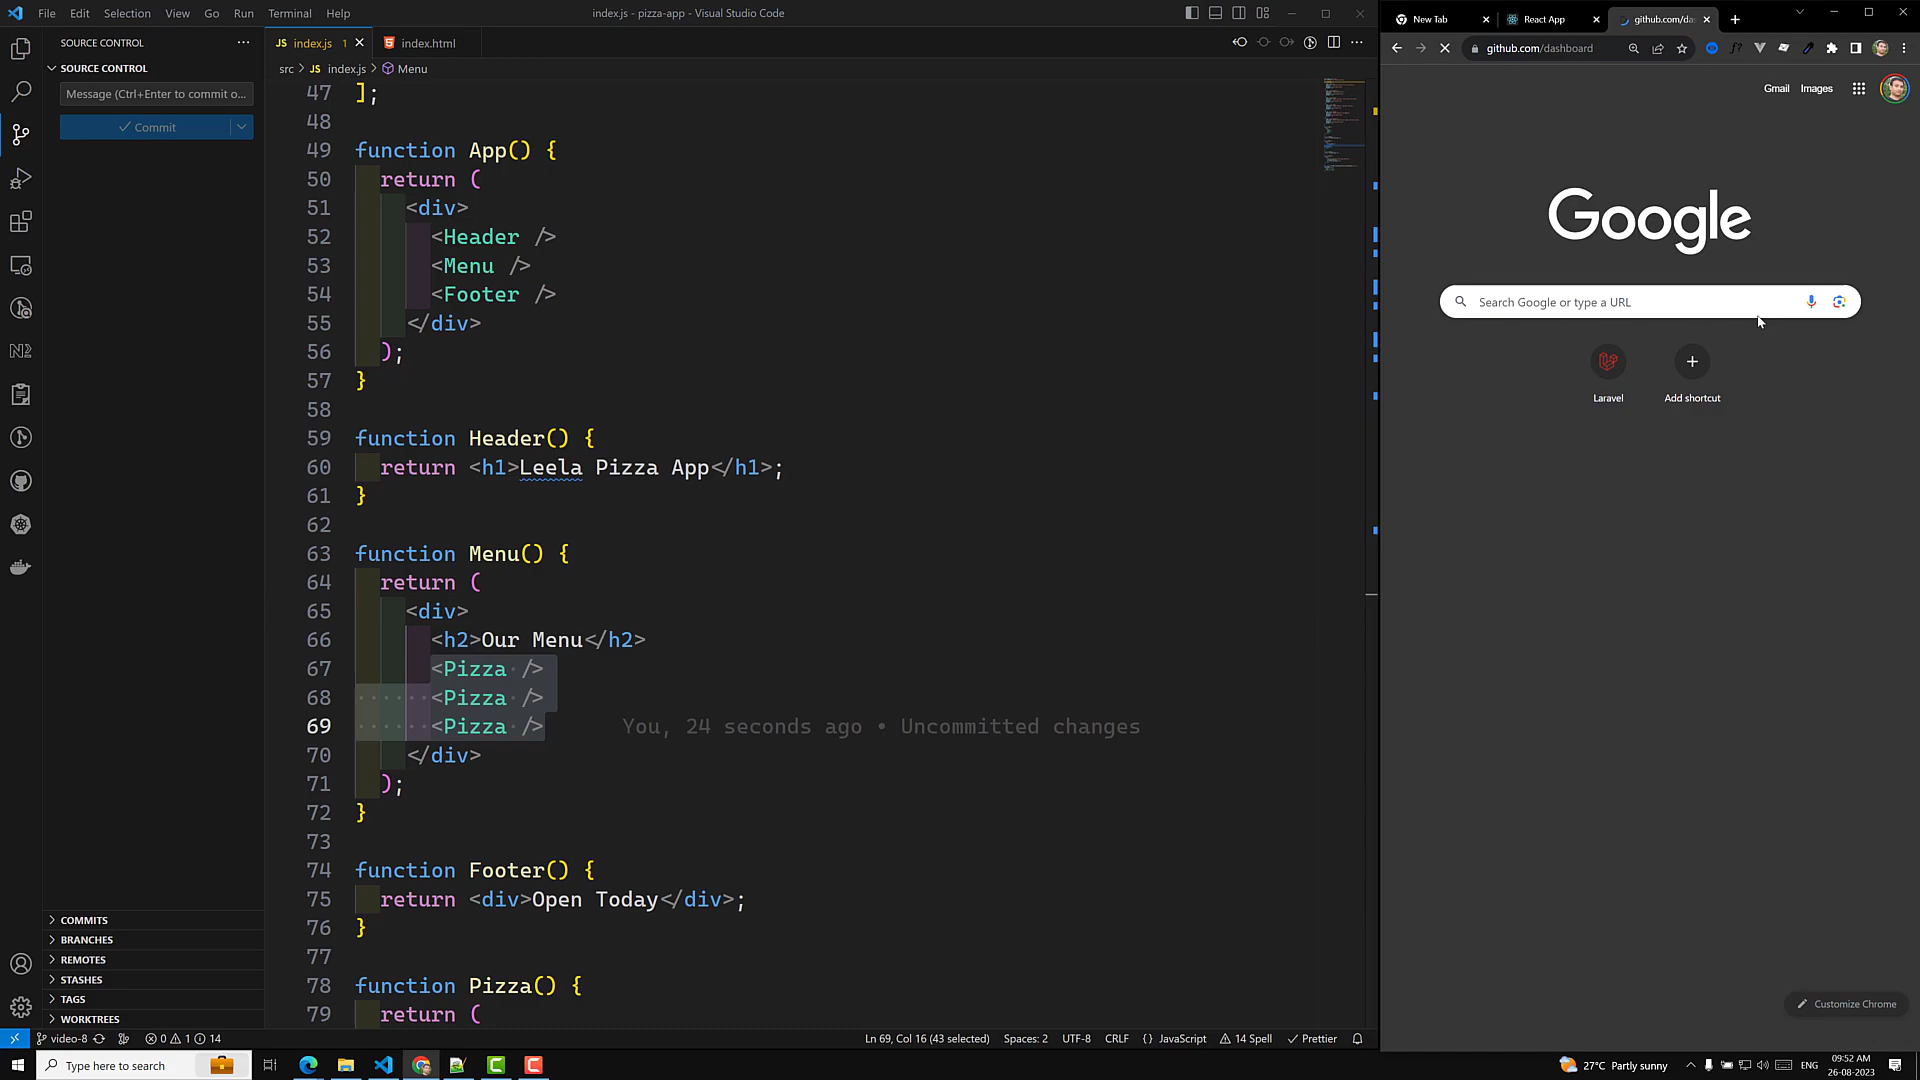 File Edit Selection View Go Run Terminal Help
index.js - pizza-app - Visual Studio Code
SOURCE CONTROL
SOURCE CONTROL
Message (Ctrl+Enter to commit o...
Commit
COMMITS
BRANCHES
REMOTES
STASHES
TAGS
WORKTREES
JS index.js 1
index.html
src > JS index.js > Menu
47 ];
48
49 function App() {
50 return (
51 <div>
52 <Header />
53 <Menu />
54 <Footer />
55 </div>
56 );
57 }
58
59 function Header() {
60 return <h1>Leela Pizza App</h1>;
61 }
62
63 function Menu() {
64 return (
65 <div>
66 <h2>Our Menu</h2>
67 <Pizza />
68 <Pizza />
69 <Pizza /> You, 24 seconds ago • Uncommitted changes
70 </div>
71 );
72 }
73
74 function Footer() {
75 return <div>Open Today</div>;
76 }
77
78 function Pizza() {
79 return (
video-8
0 1 14
Ln 69, Col 16 (43 selected) Spaces: 2 UTF-8 CRLF {} JavaScript 14 Spell Prettier
New Tab
React App
github.com/das
github.com/dashboard
Gmail Images
Google
Search Google or type a URL
Laravel
Add shortcut
Customize Chrome
Type here to search
27°C Partly sunny
ENG
09:52 AM
26-08-2023